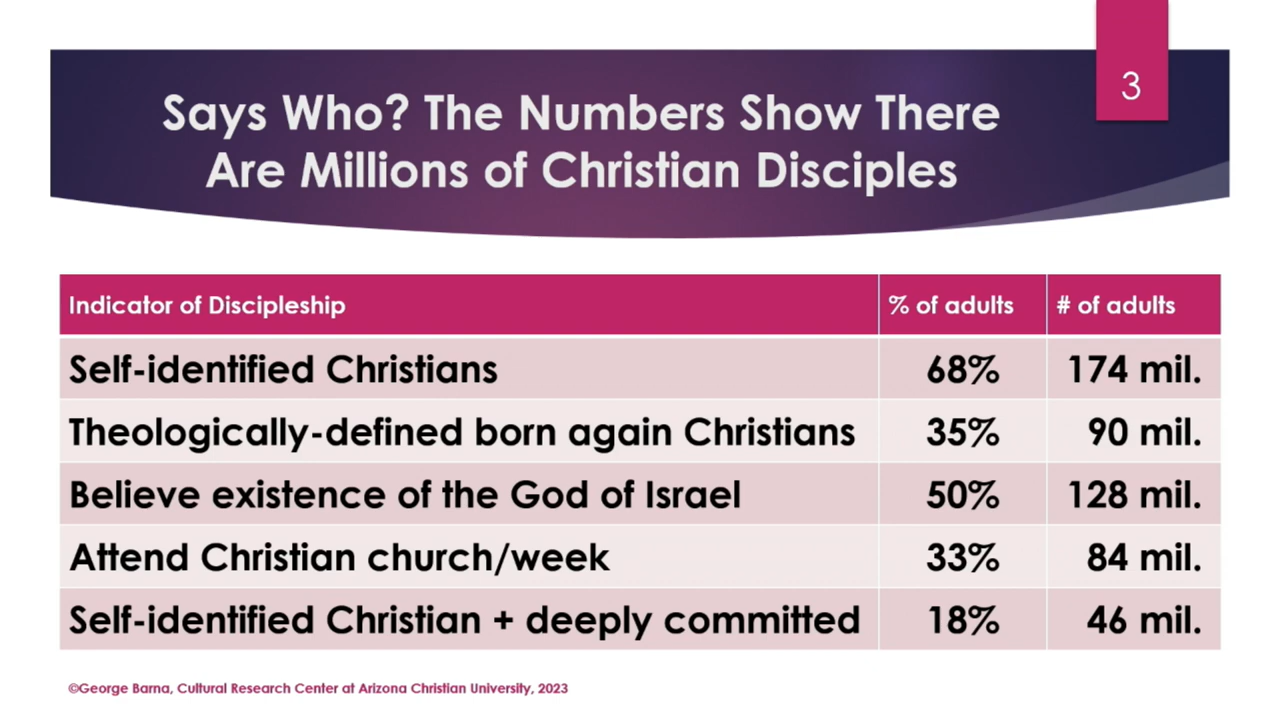 3
Says Who? The Numbers Show There
Are Millions of Christian Disciples
Indicator of Discipleship % of adults # of adults
Self-identified Christians 68% 174 mil.
Theologically-defined born again Christians 35% 90 mil.
Believe existence of the God of Israel 50% 128 mil.
Attend Christian church/week 33% 84 mil.
Self-identified Christian + deeply committed 18% 46 mil.
©George Barna, Cultural Research Center at Arizona Christian University, 2023